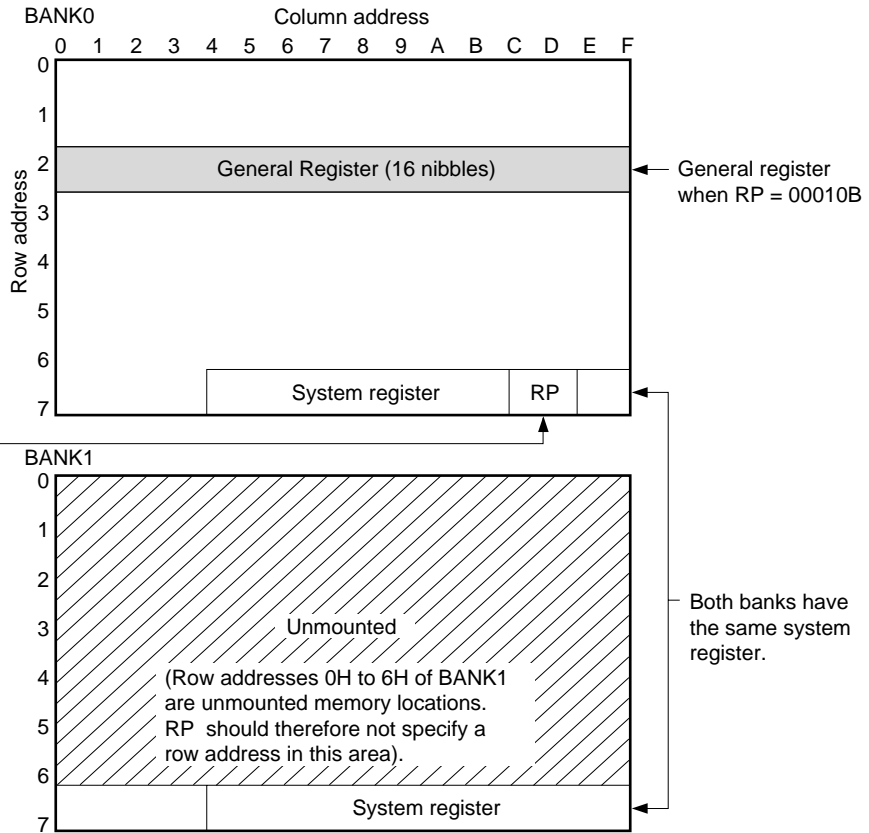 BANK0
Column address
0 1 2 3 4 5 6 7 8 9 A B C D E F
Row address
0
1
2
3
4
5
6
7
General Register (16 nibbles)
General register
when RP = 00010B
System register
RP
BANK1
0
1
2
3
4
5
6
7
Unmounted
(Row addresses 0H to 6H of BANK1
are unmounted memory locations.
RP should therefore not specify a
row address in this area).
System register
Both banks have
the same system
register.